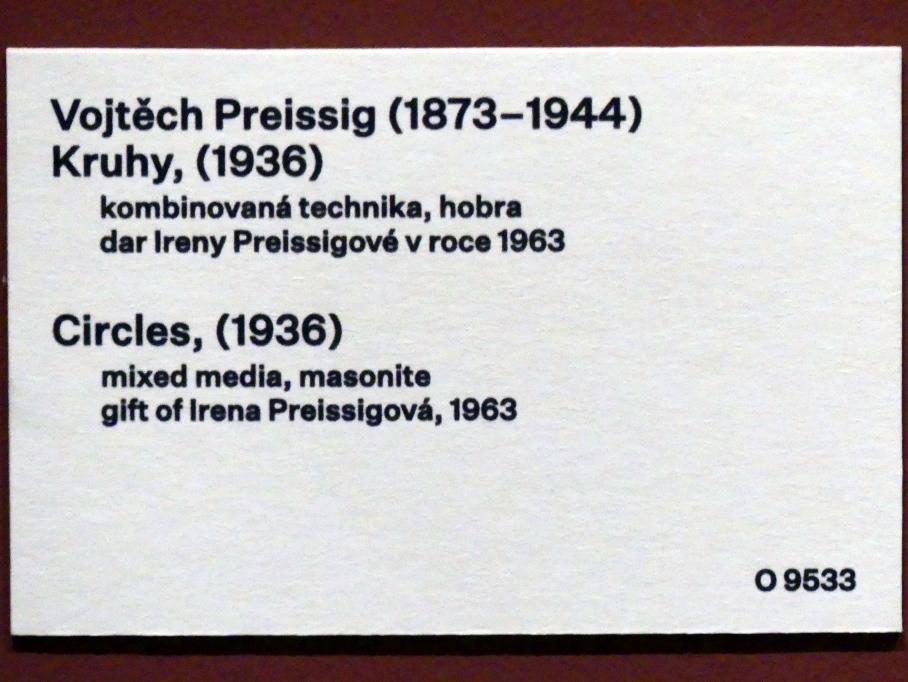 Vojtěch Preissig (1873–1944)
Kruhy, (1936)
kombinovaná technika, hobra
dar Ireny Preissigové v roce 1963
Circles, (1936)
mixed media, masonite
gift of Irena Preissigová, 1963
O 9533